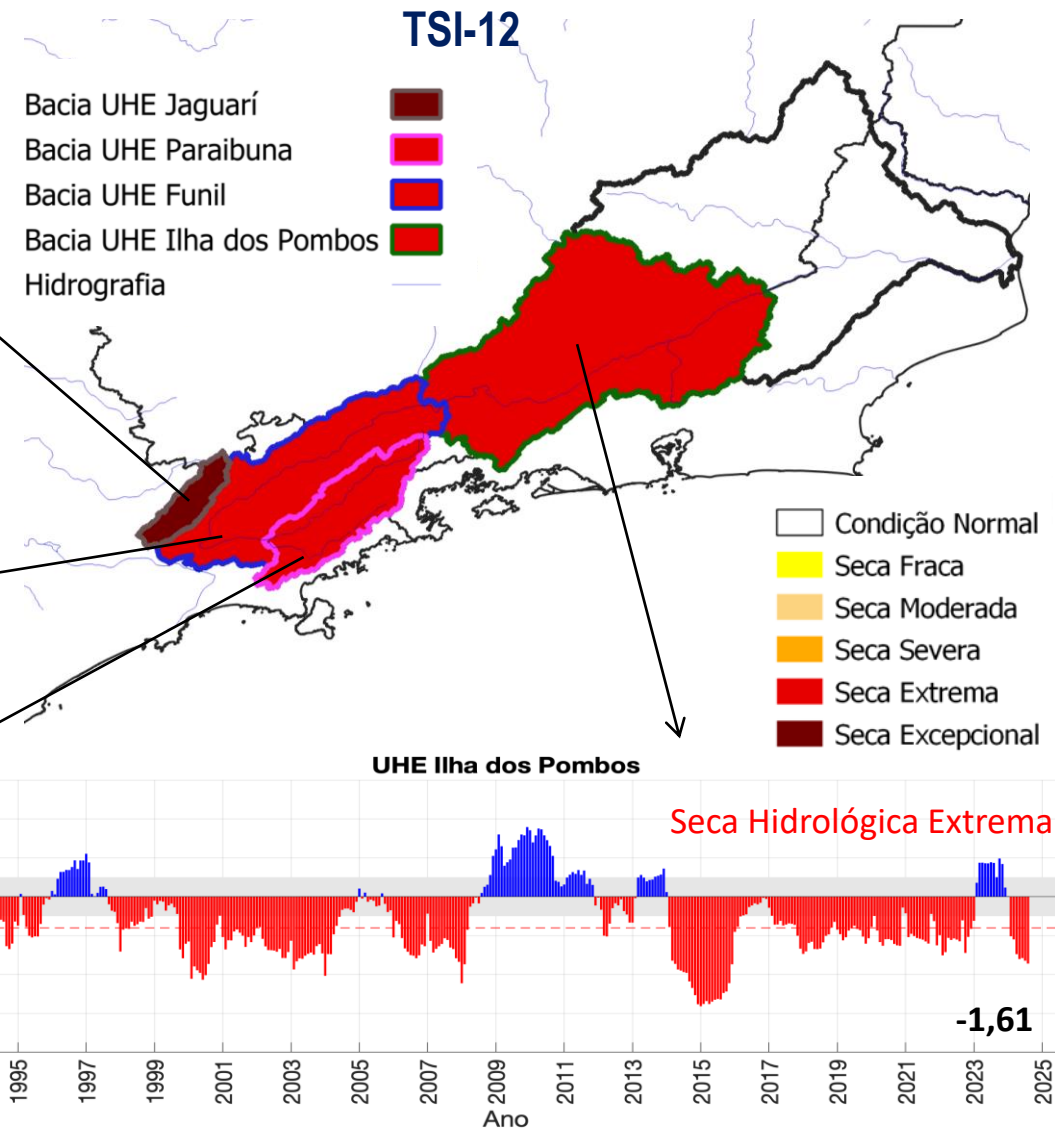 TSI-12
Bacia UHE Jaguarí
Bacia UHE Paraibuna
Bacia UHE Funil
Bacia UHE Ilha dos Pombos
Hidrografia
Condição Normal
Seca Fraca
Seca Moderada
Seca Severa
Seca Extrema
Seca Excepcional
UHE Ilha dos Pombos
Seca Hidrológica Extrema
-1,61
1995 1997 1999 2001 2003 2005 2007 2009 2011 2013 2015 2017 2019 2021 2023 2025
Ano